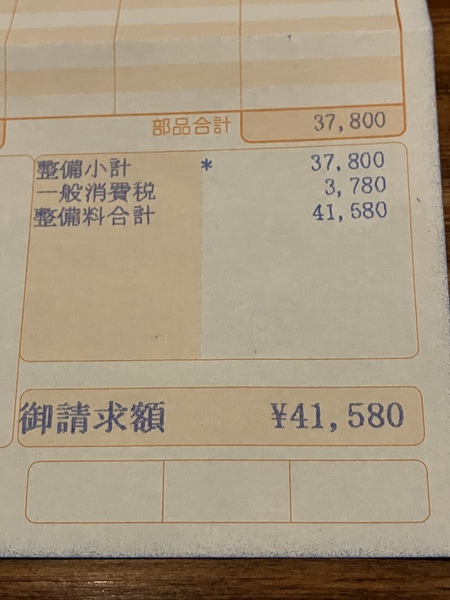 部品合計 37,800
整備小計 * 37,800
一般消費税 3,780
整備料合計 41,580
御請求額 ¥41,580